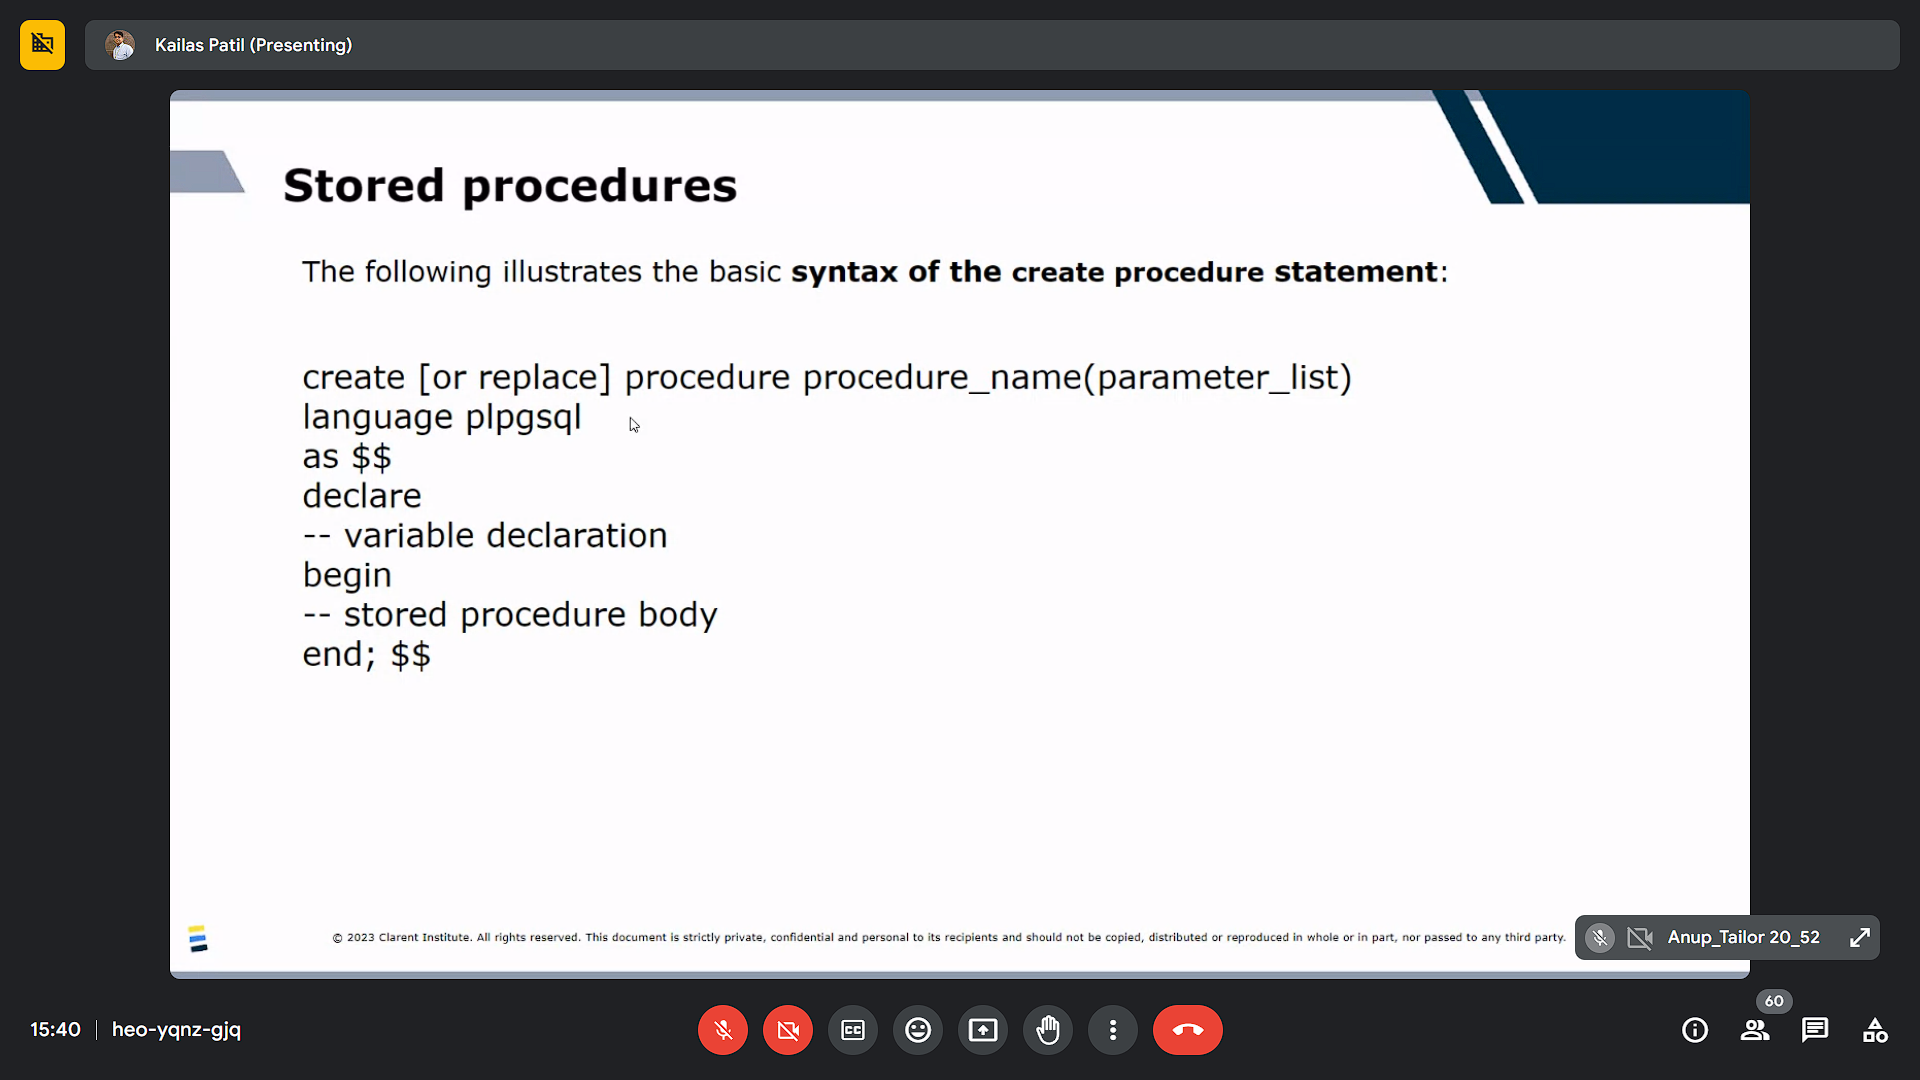 Kailas Patil (Presenting)
Stored procedures
The following illustrates the basic syntax of the create procedure statement:
create [or replace] procedure procedure_name(parameter_list)
language plpgsql
as $$
declare
-- variable declaration
begin
-- stored procedure body
end; $$
© 2023 Clarent Institute. All rights reserved. This document is strictly private, confidential and personal to its recipients and should not be copied, distributed or reproduced in whole or in part, nor passed to any third party.
Anup_Tailor 20_52
60
15:40 | heo-yqnz-gjq
CC